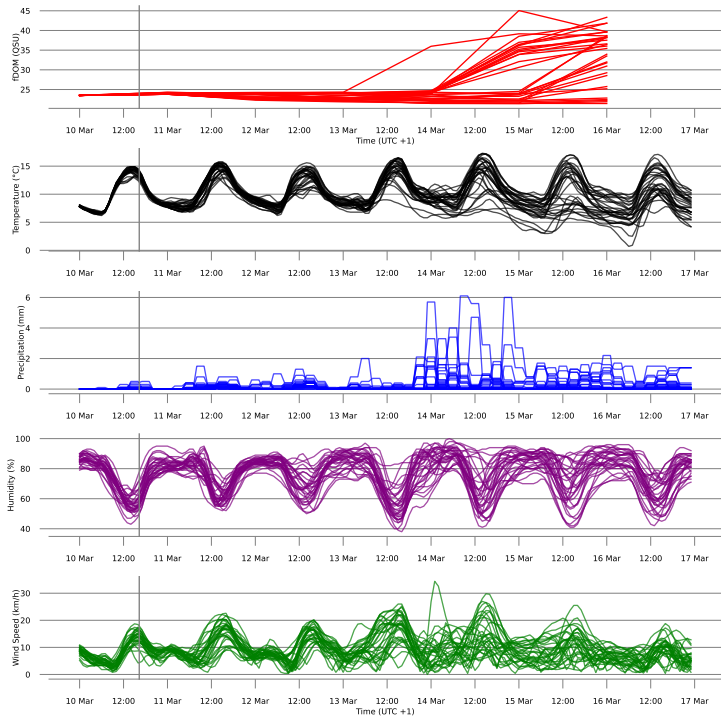 fDOM (QSU)
45
40
35
30
25
10 Mar 12:00 11 Mar 12:00 12 Mar 12:00 13 Mar 12:00 14 Mar 12:00 15 Mar 12:00 16 Mar 12:00 17 Mar
Time (UTC +1)
Temperature (°C)
15
10
5
0
10 Mar 12:00 11 Mar 12:00 12 Mar 12:00 13 Mar 12:00 14 Mar 12:00 15 Mar 12:00 16 Mar 12:00 17 Mar
Precipitation (mm)
6
4
2
0
10 Mar 12:00 11 Mar 12:00 12 Mar 12:00 13 Mar 12:00 14 Mar 12:00 15 Mar 12:00 16 Mar 12:00 17 Mar
Humidity (%)
100
80
60
40
10 Mar 12:00 11 Mar 12:00 12 Mar 12:00 13 Mar 12:00 14 Mar 12:00 15 Mar 12:00 16 Mar 12:00 17 Mar
Wind Speed (km/h)
30
20
10
0
10 Mar 12:00 11 Mar 12:00 12 Mar 12:00 13 Mar 12:00 14 Mar 12:00 15 Mar 12:00 16 Mar 12:00 17 Mar
Time (UTC +1)